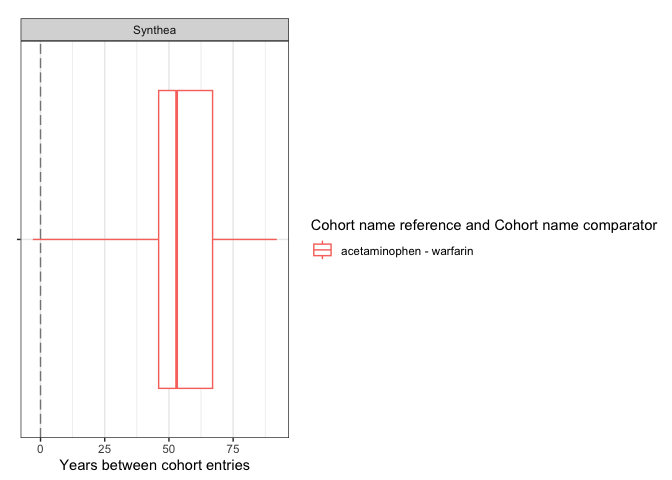 Synthea
Cohort name reference and Cohort name comparator
acetaminophen - warfarin
0 25 50 75
Years between cohort entries